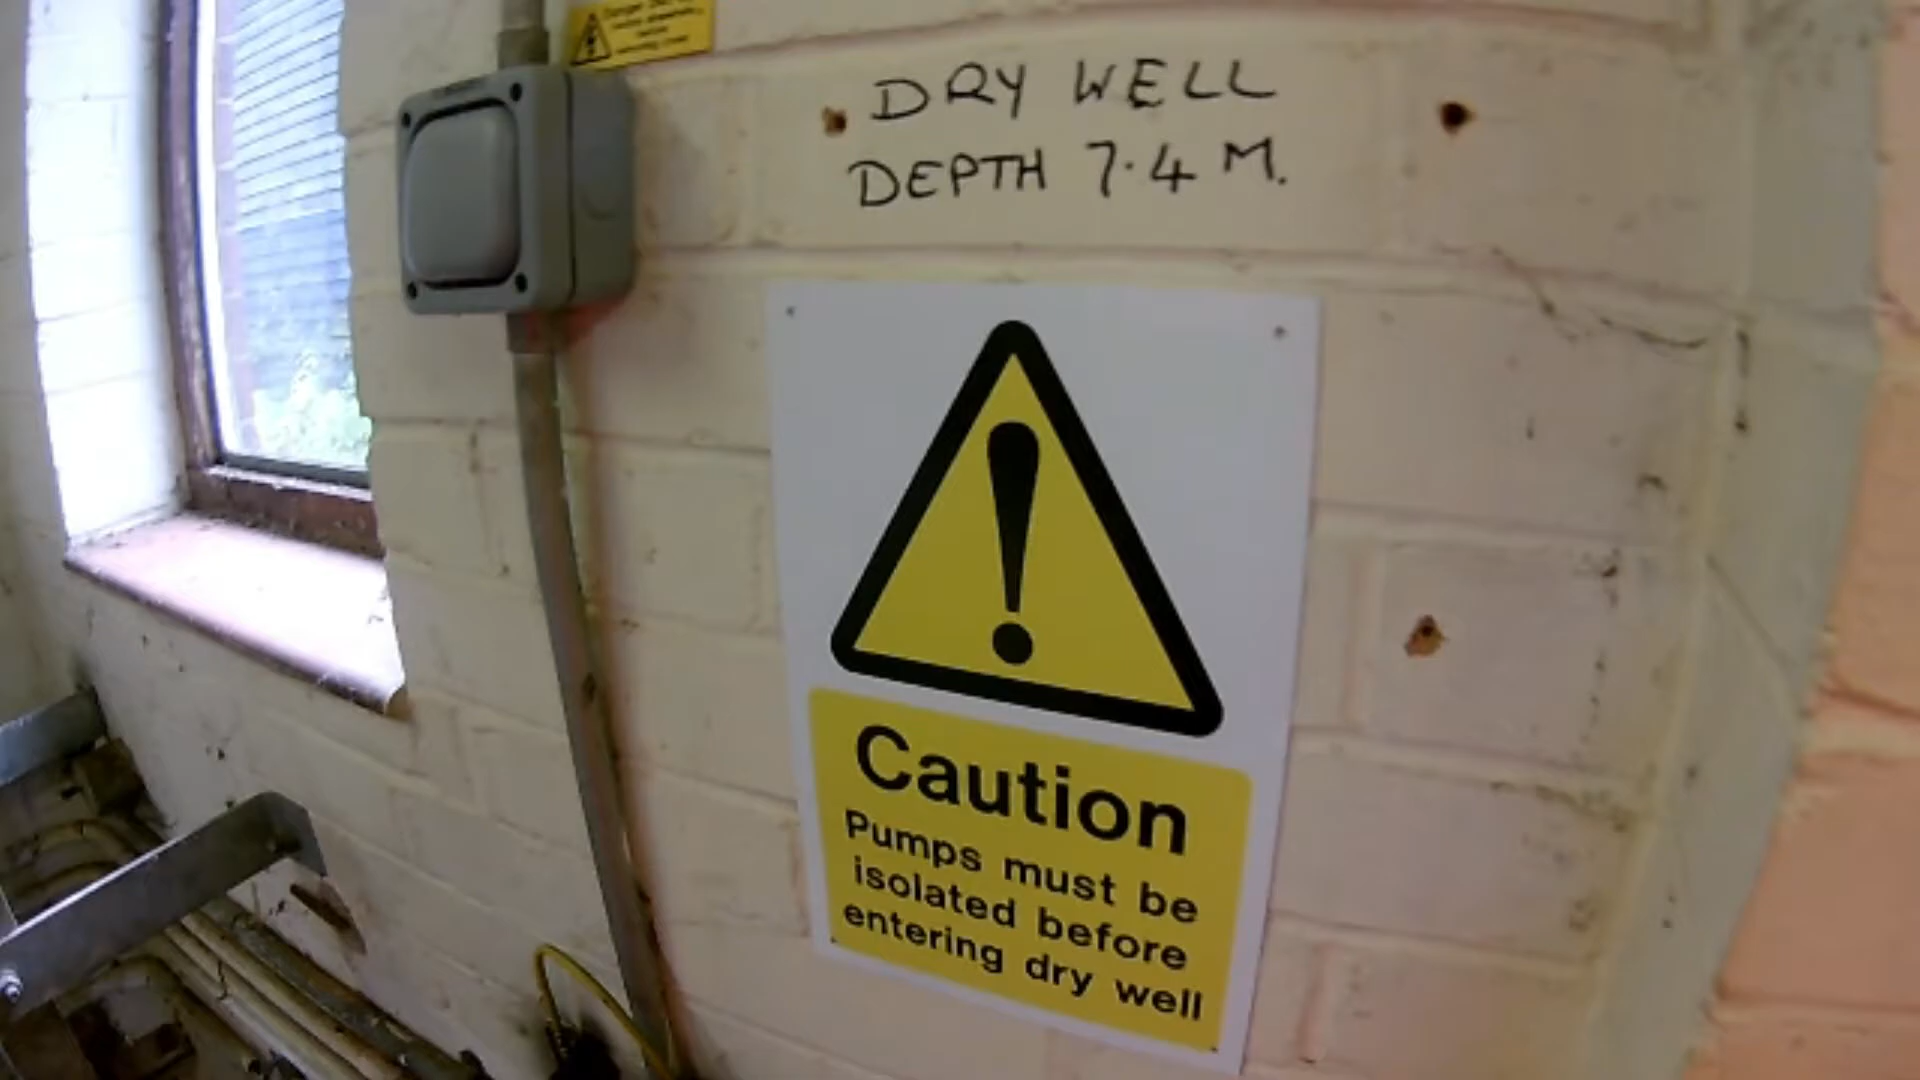 DRY WELL
DEPTH 7.4 M.
Caution
Pumps must be
isolated before
entering dry well